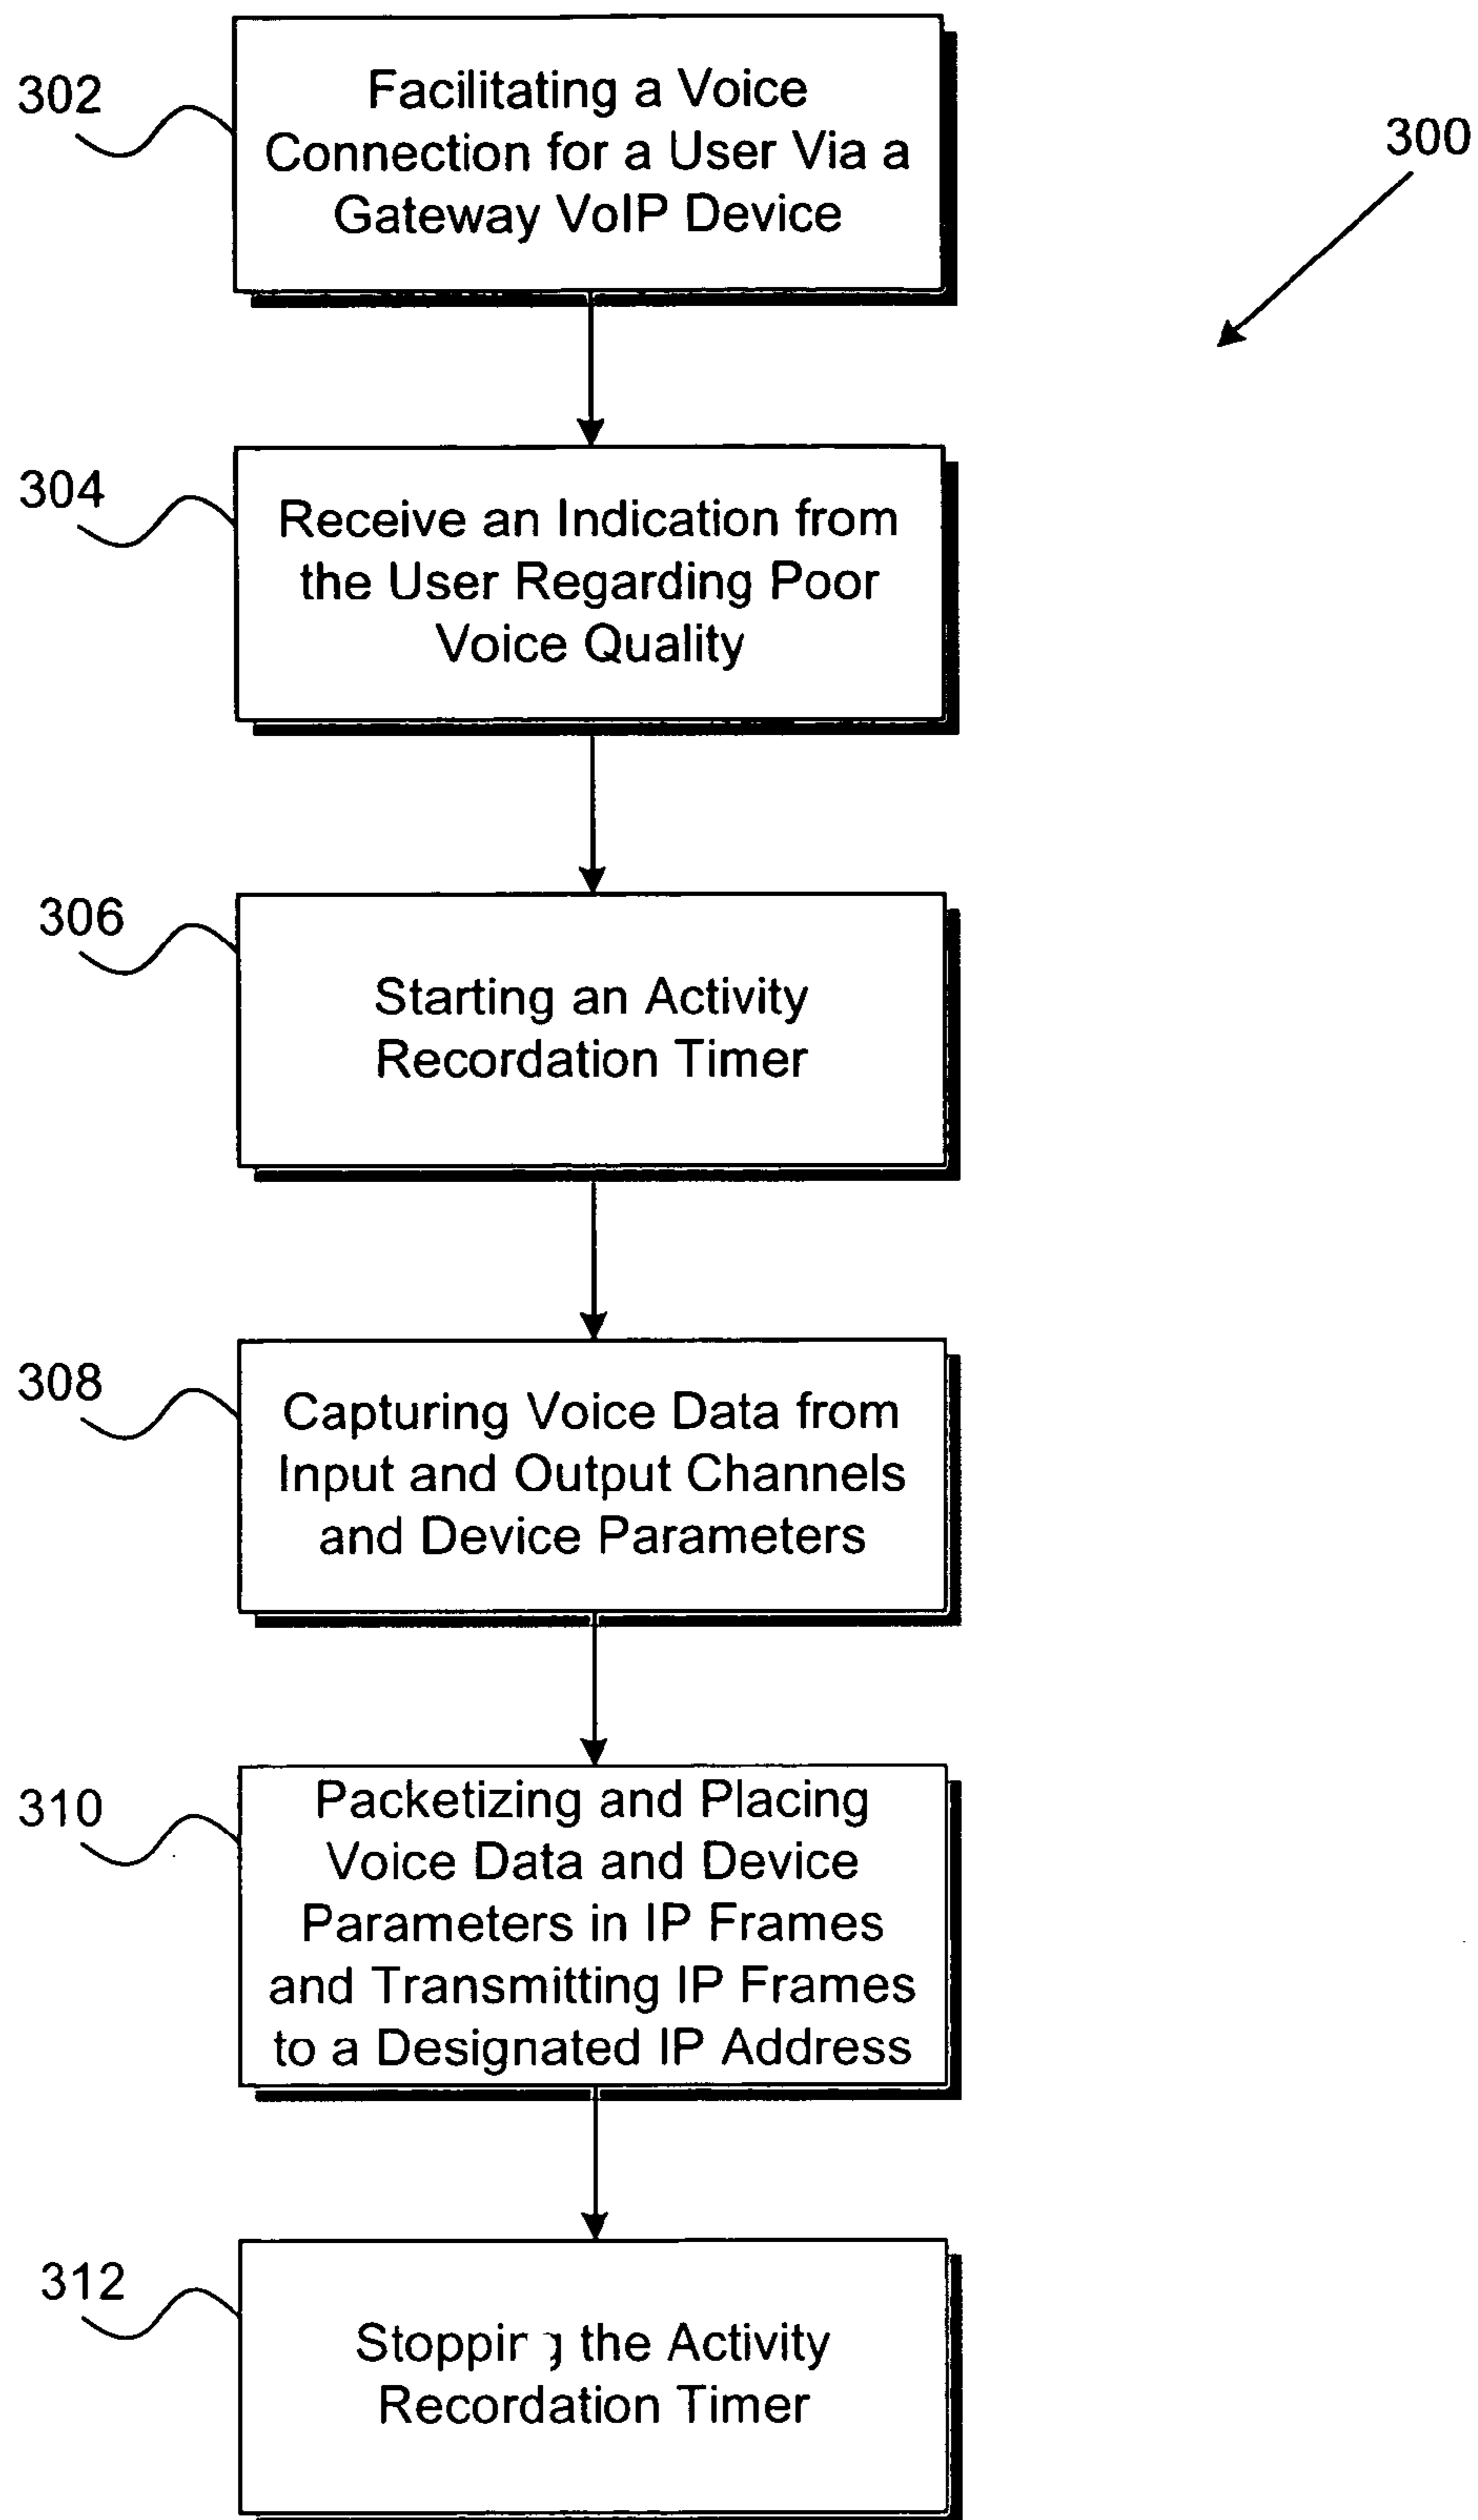 302
Facilitating a Voice
Connection for a User Via a
Gateway VoIP Device
300
304
Receive an Indication from
the User Regarding Poor
Voice Quality
306
Starting an Activity
Recordation Timer
308
Capturing Voice Data from
Input and Output Channels
and Device Parameters
310
Packetizing and Placing
Voice Data and Device
Parameters in IP Frames
and Transmitting IP Frames
to a Designated IP Address
312
Stopping the Activity
Recordation Timer